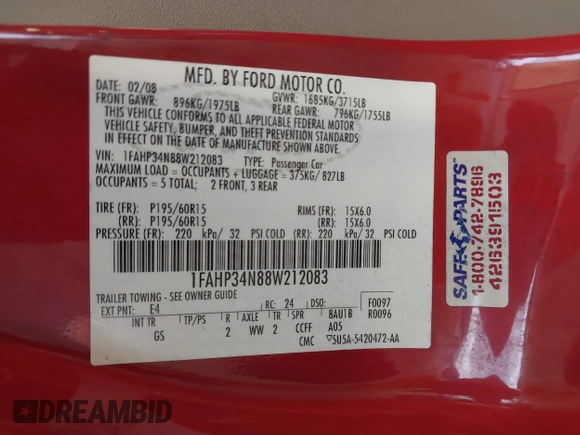 MFD. BY FORD MOTOR CO.
DATE: 02/08 GVWR: 1685KG/3715LB
FRONT GAWR: 896KG/1975LB REAR GAWR: 796KG/1755LB
THIS VEHICLE CONFORMS TO ALL APPLICABLE FEDERAL MOTOR
VEHICLE SAFETY, BUMPER, AND THEFT PREVENTION STANDARDS
IN EFFECT ON THE DATE OF MANUFACTURE SHOWN ABOVE.
VIN: 1FAHP34N88W212083 TYPE: Passenger Car
MAXIMUM LOAD = OCCUPANTS + LUGGAGE = 375KG/ 827LB
OCCUPANTS = 5 TOTAL; 2 FRONT, 3 REAR
TIRE (FR): P195/60R15 RIMS (FR): 15X6.0
(RR): P195/60R15 (RR): 15X6.0
PRESSURE(FR): 220 kPa/ 32 PSI COLD (RR): 220 kPa/ 32 PSI COLD
1FAHP34N88W212083
TRAILER TOWING - SEE OWNER GUIDE
EXT PNT: E4 RC: 24 DSO: F0097
R0096
INT TR TP/PS R AXLE TR SPR BAU1B
GS 2 WW 2 CCFF A05
CMC 5U5A-5420472-AA
SAFE PARTS™
1-800-742-7896
426391503
DREAMBID